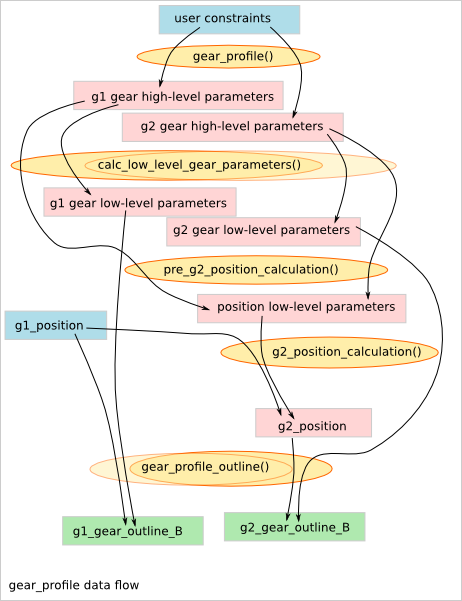 user constraints
gear_profile()
g1 gear high-level parameters
g2 gear high-level parameters
calc_low_level_gear_parameters()
g1 gear low-level parameters
g2 gear low-level parameters
pre_g2_position_calculation()
position low-level parameters
g1_position
g2_position_calculation()
g2_position
gear_profile_outline()
g1_gear_outline_B
g2_gear_outline_B
gear_profile data flow